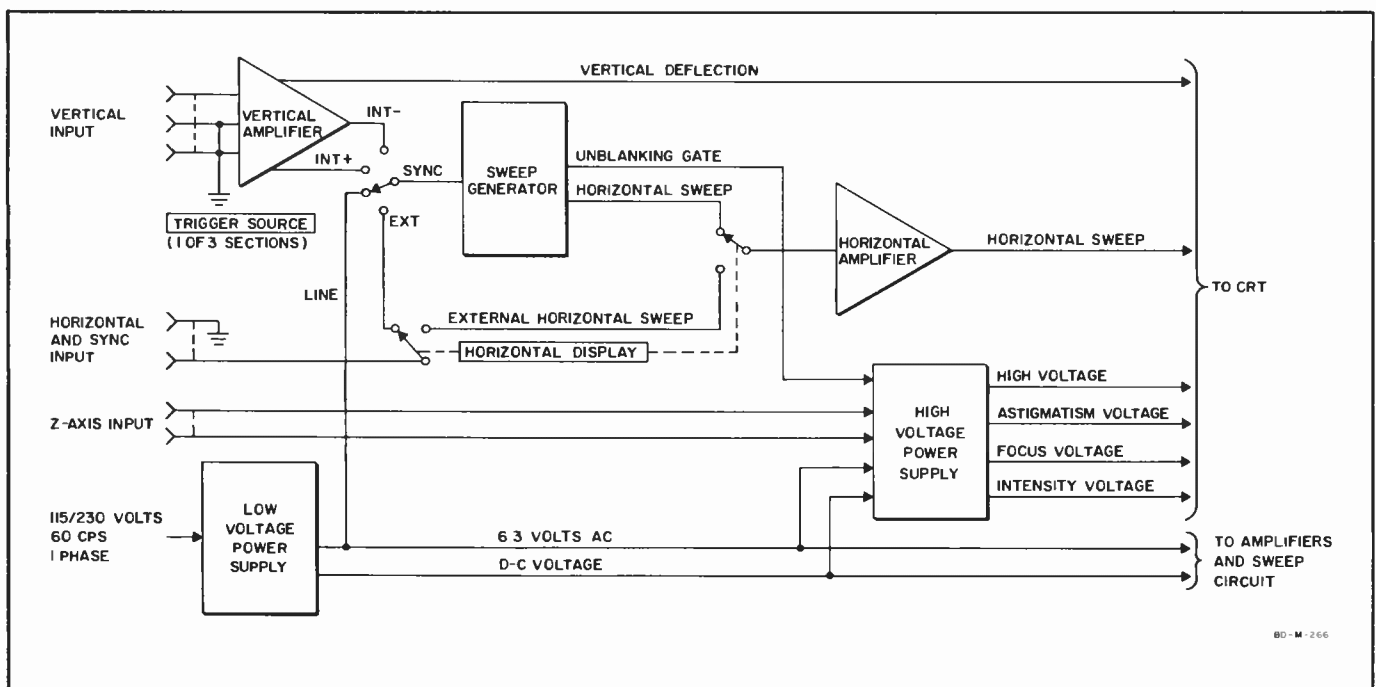 VERTICAL DEFLECTION
VERTICAL
INPUT
VERTICAL
AMPLIFIER
INT-
INT+
SYNC
SWEEP
GENERATOR
UNBLANKING GATE
HORIZONTAL SWEEP
TRIGGER SOURCE
(1 OF 3 SECTIONS)
EXT
HORIZONTAL
AMPLIFIER
HORIZONTAL SWEEP
TO CRT
LINE
HORIZONTAL
AND SYNC
INPUT
EXTERNAL HORIZONTAL SWEEP
HORIZONTAL DISPLAY
Z-AXIS INPUT
HIGH
VOLTAGE
POWER
SUPPLY
HIGH VOLTAGE
ASTIGMATISM VOLTAGE
FOCUS VOLTAGE
INTENSITY VOLTAGE
115/230 VOLTS
60 CPS
1 PHASE
LOW
VOLTAGE
POWER
SUPPLY
6 3 VOLTS AC
D-C VOLTAGE
TO AMPLIFIERS
AND SWEEP
CIRCUIT
BD-M-266